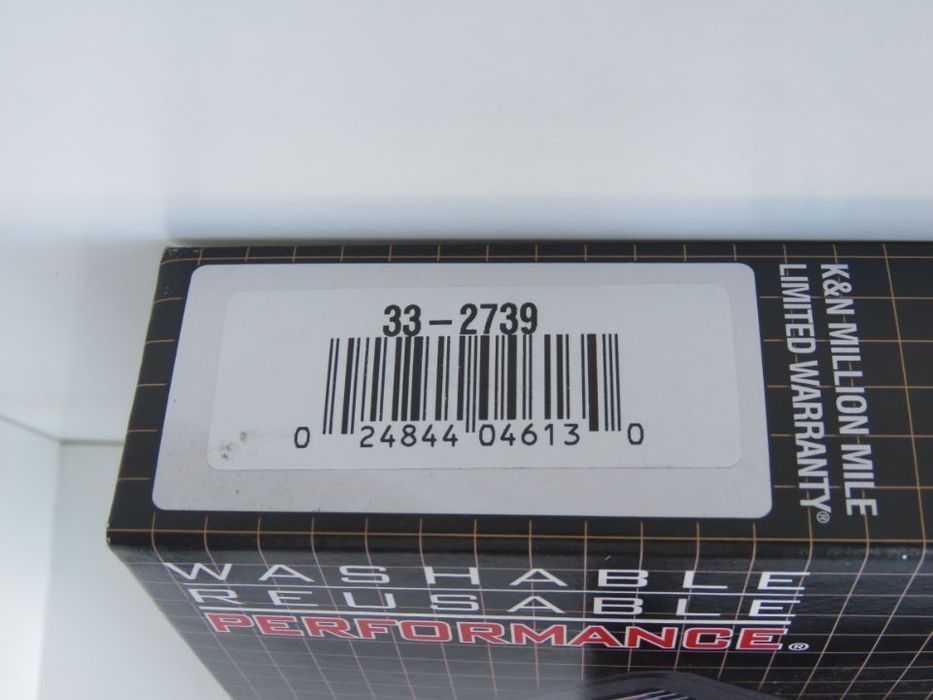 33-2739
0 24844 04613 0
K&N MILLION MILE
LIMITED WARRANTY®
WASHABLE
REUSABLE
PERFORMANCE®